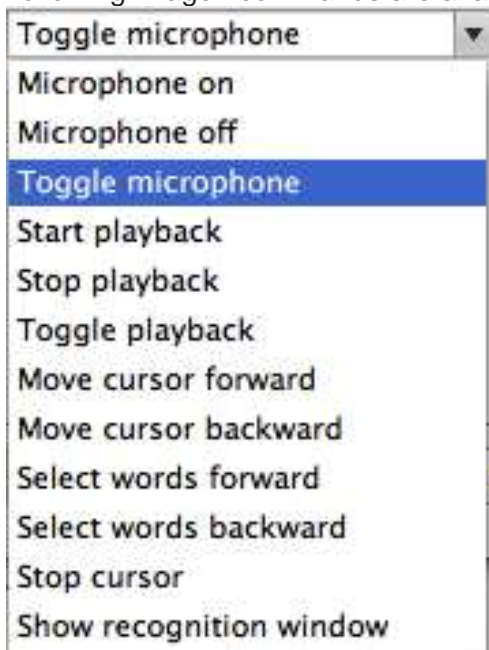 Toggle microphone
Microphone on
Microphone off
Toggle microphone
Start playback
Stop playback
Toggle playback
Move cursor forward
Move cursor backward
Select words forward
Select words backward
Stop cursor
Show recognition window